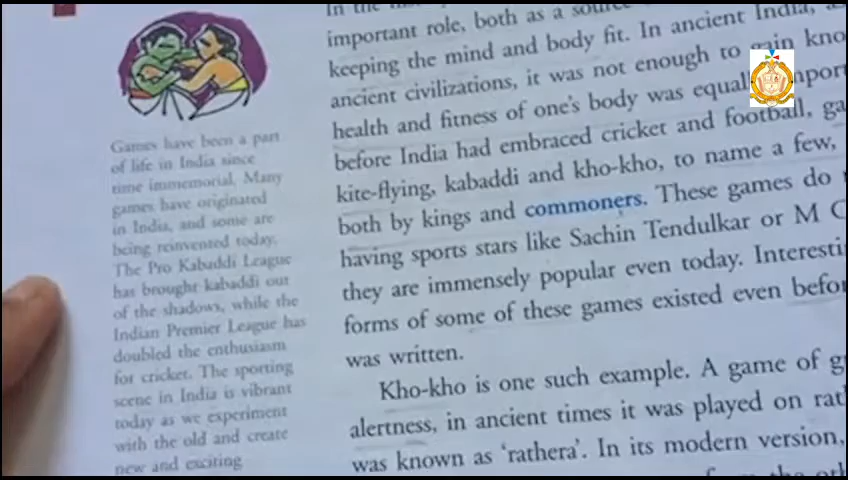 Games have been a part
of life in India since
time immemorial. Many
games have originated
in India, and some are
being reinvented today.
The Pro Kabaddi League
has brought kabaddi out
of the shadows, while the
Indian Premier League has
doubled the enthusiasm
for cricket. The sporting
scene in India is vibrant
today as we experiment
with the old and create
new and exciting
In the
important role, both as a
keeping the mind and body fit. In ancient India,
ancient civilizations, it was not enough to gain
health and fitness of one's body was
before India had embraced cricket and football,
kite-flying, kabaddi and kho-kho, to name a few,
both by kings and commoners. These games do
having sports stars like Sachin Tendulkar or M
they are immensely popular even today.
forms of some of these games existed even
was written.
Kho-kho is one such example. A game of
alertness, in ancient times it was played on
was known as 'rathera'. In its modern version,